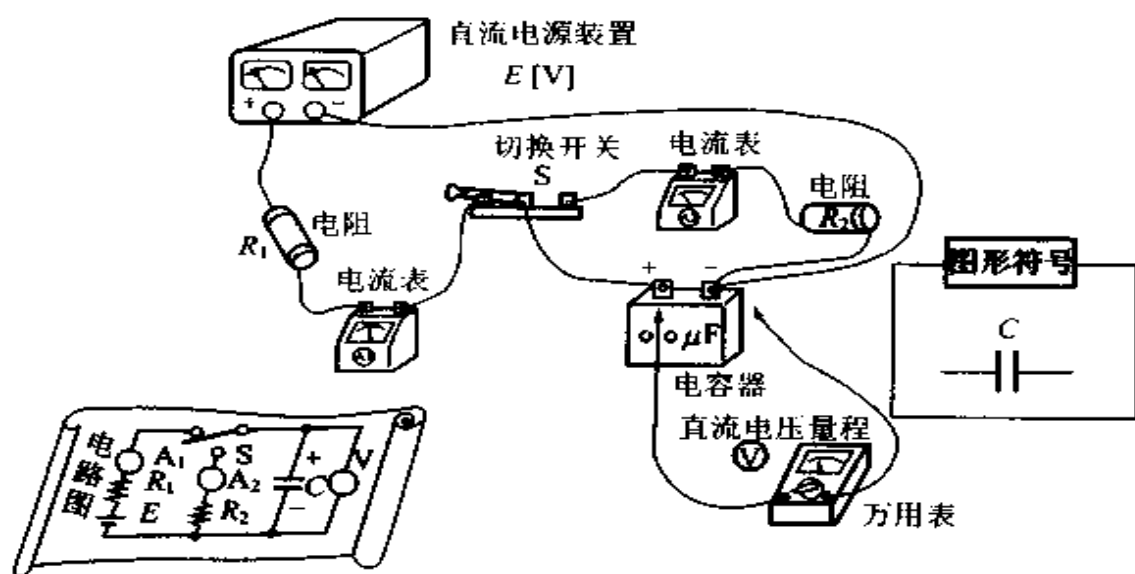 直流电源装置
E [V]
+
−
切换开关
S
电流表
电阻
R₂
电阻
R₁
电流表
A
+
−
μF
电容器
图形符号
C
直流电压量程
V
万用表
电路图
A₁
S
R₁
A₂
E
R₂
+
C
−
V